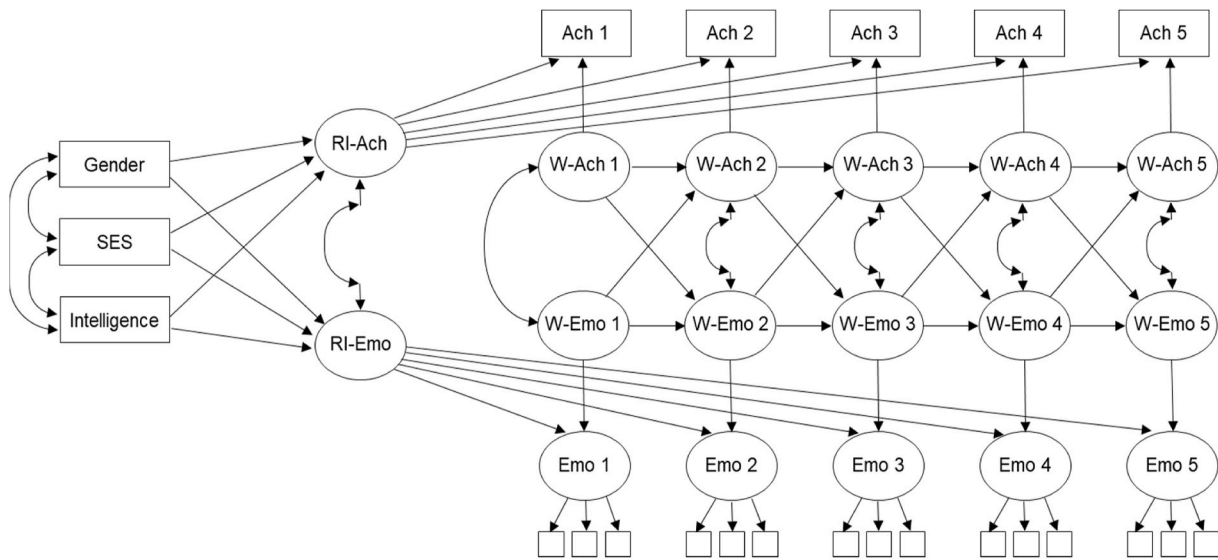 Ach 1
Ach 2
Ach 3
Ach 4
Ach 5
Gender
SES
Intelligence
RI-Ach
RI-Emo
W-Ach 1
W-Ach 2
W-Ach 3
W-Ach 4
W-Ach 5
W-Emo 1
W-Emo 2
W-Emo 3
W-Emo 4
W-Emo 5
Emo 1
Emo 2
Emo 3
Emo 4
Emo 5